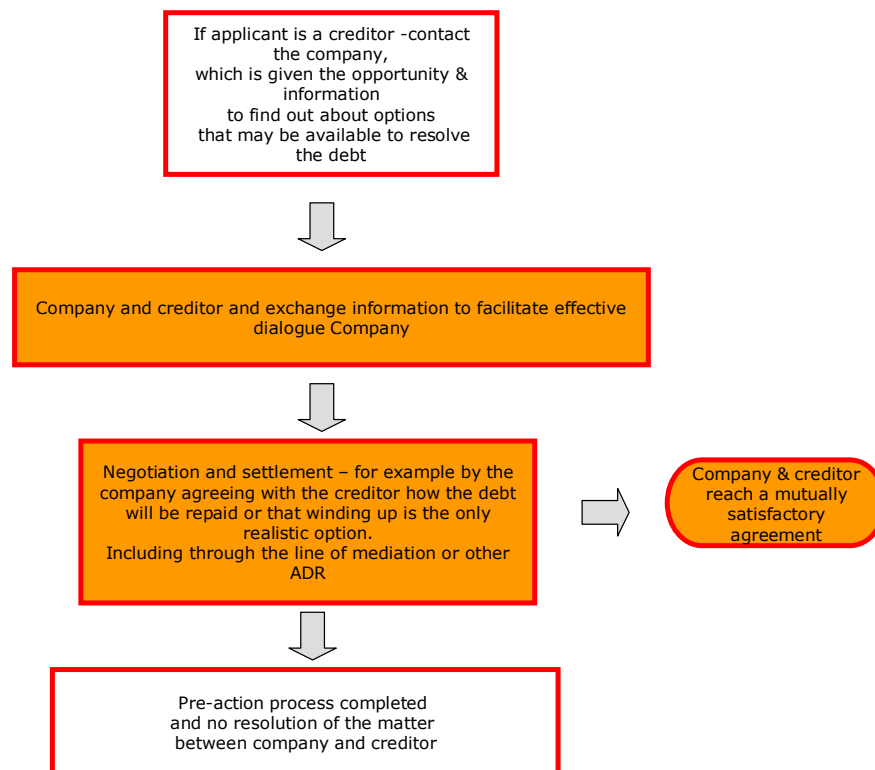 If applicant is a creditor -contact
the company,
which is given the opportunity &
information
to find out about options
that may be available to resolve
the debt
Company and creditor and exchange information to facilitate effective
dialogue Company
Negotiation and settlement – for example by the
company agreeing with the creditor how the debt
will be repaid or that winding up is the only
realistic option.
Including through the line of mediation or other
ADR
Company & creditor
reach a mutually
satisfactory
agreement
Pre-action process completed
and no resolution of the matter
between company and creditor